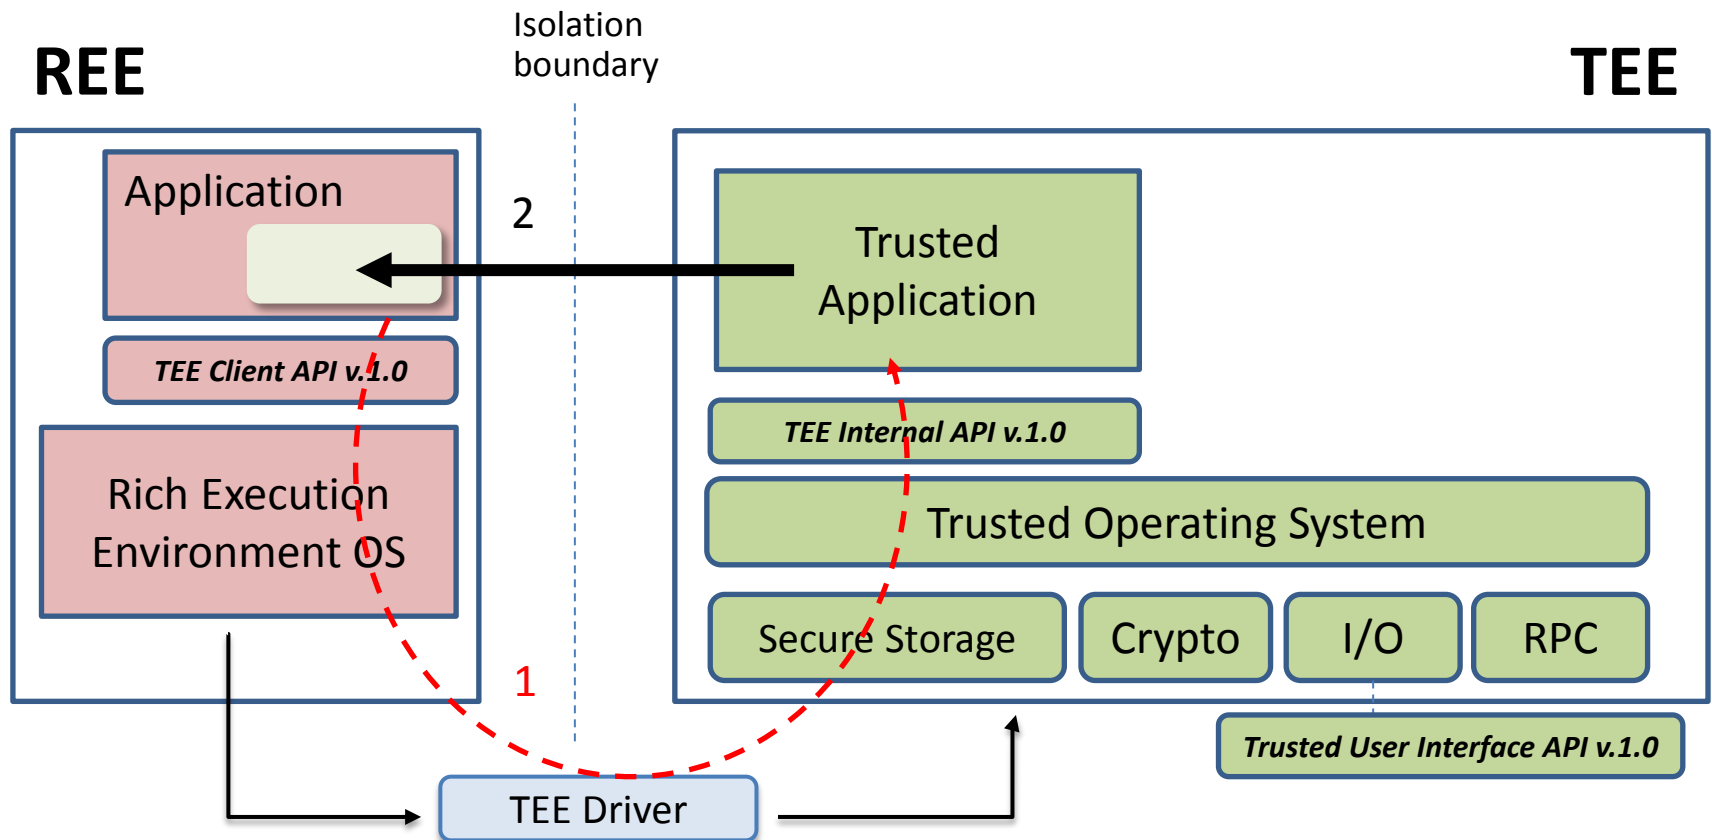 Isolation
boundary
REE
TEE
Application
2
Trusted
Application
TEE Client API v.1.0
TEE Internal API v.1.0
Rich Execution
Environment OS
Trusted Operating System
Secure Storage
Crypto
I/O
RPC
1
Trusted User Interface API v.1.0
TEE Driver